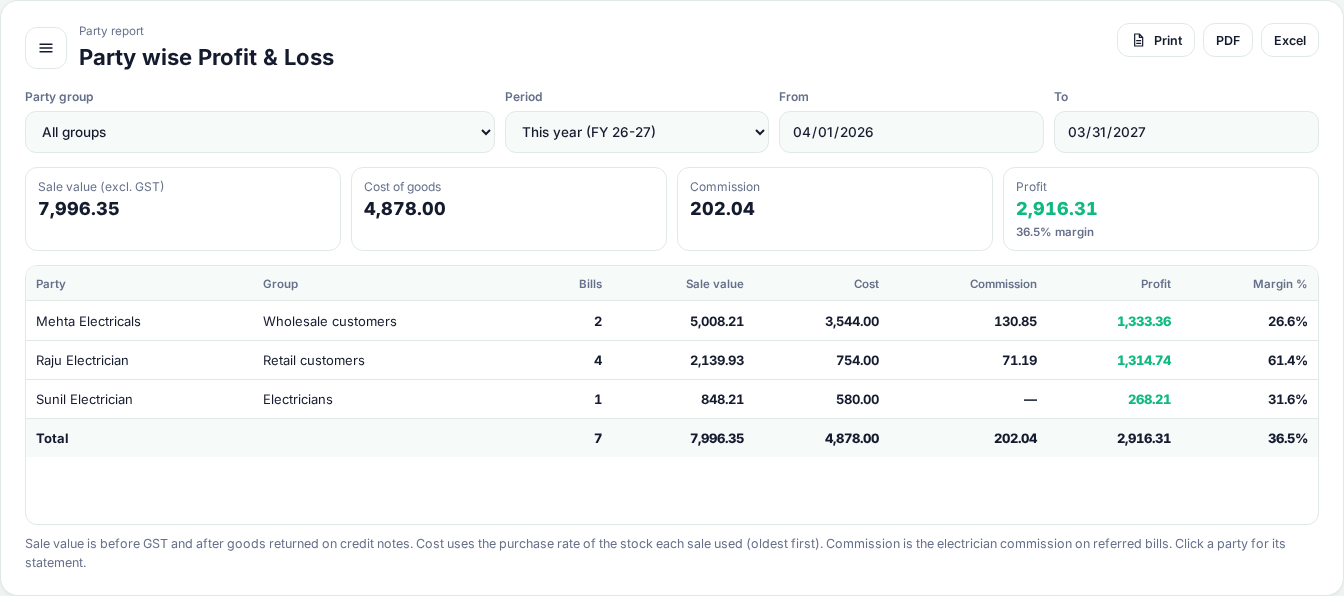 Party report
Party wise Profit & Loss
Print
PDF
Excel
Party group
Period
From
To
All groups
This year (FY 26-27)
04/01/2026
03/31/2027
Sale value (excl. GST)
7,996.35
Cost of goods
4,878.00
Commission
202.04
Profit
2,916.31
36.5% margin
Party Group Bills Sale value Cost Commission Profit Margin %
Mehta Electricals Wholesale customers 2 5,008.21 3,544.00 130.85 1,333.36 26.6%
Raju Electrician Retail customers 4 2,139.93 754.00 71.19 1,314.74 61.4%
Sunil Electrician Electricians 1 848.21 580.00 — 268.21 31.6%
Total 7 7,996.35 4,878.00 202.04 2,916.31 36.5%
Sale value is before GST and after goods returned on credit notes. Cost uses the purchase rate of the stock each sale used (oldest first). Commission is the electrician commission on referred bills. Click a party for its
statement.